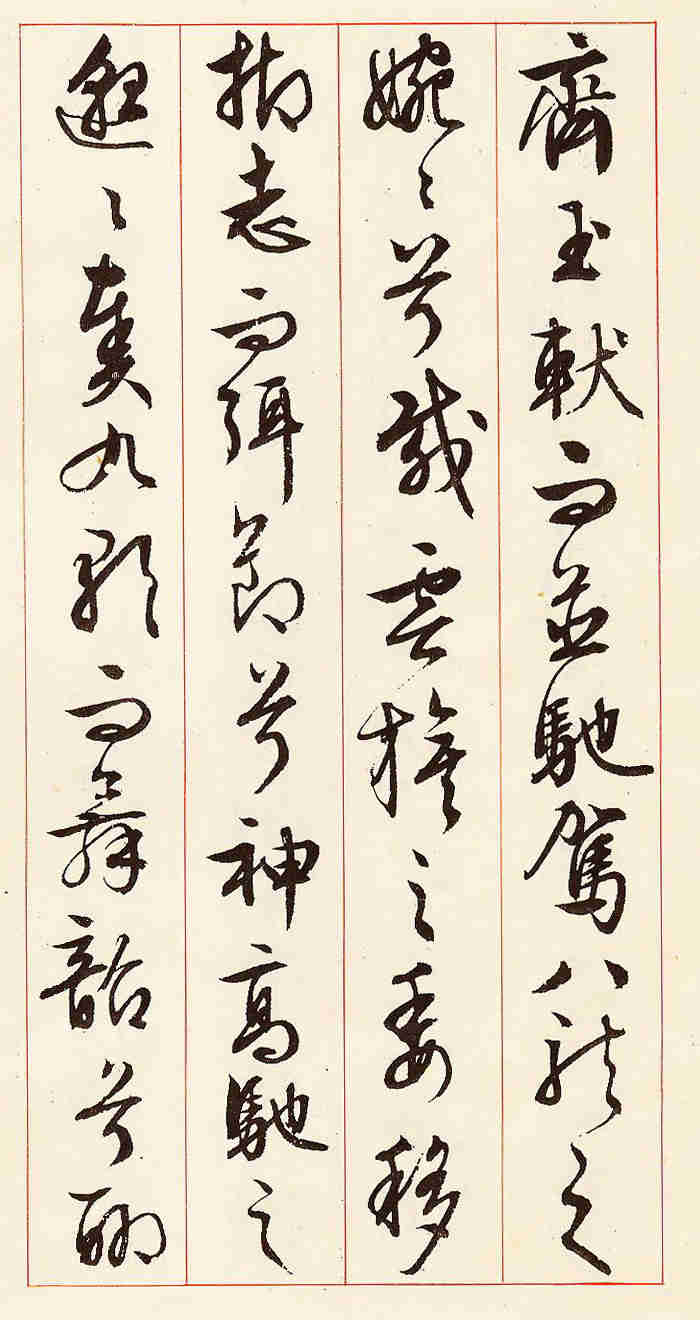 齊玉軑而並馳駕八龍之
婉〻兮載雲旗之委移
抑志而弭節兮神高馳之
邈〻奏九歌而舞韶兮聊